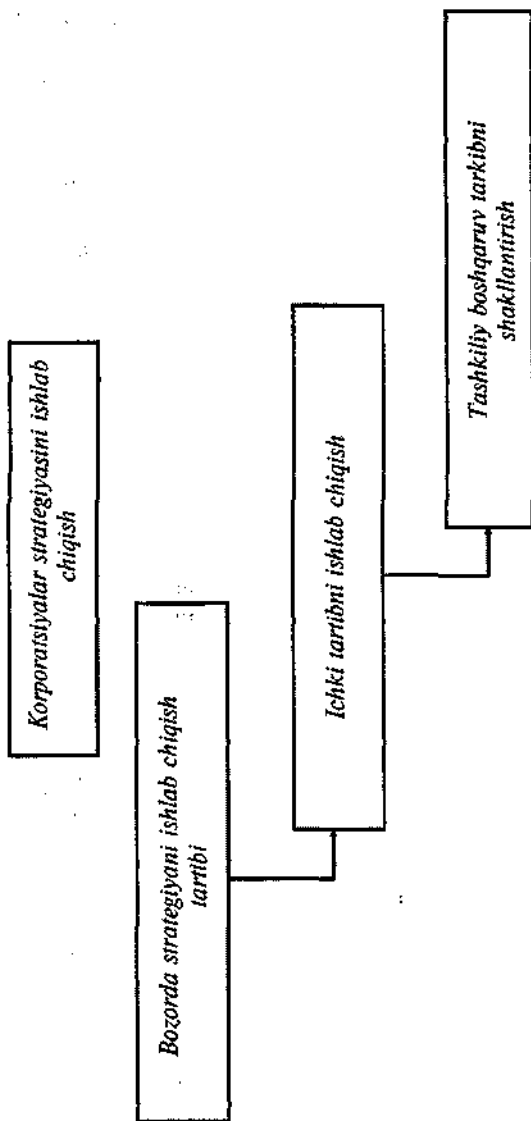 Korporatsiyalar strategiyasini ishlab
chiqish
Bozorda strategiyani ishlab chiqish
tartibi
Ichki tartibni ishlab chiqish
Tashkiliy boshqaruv tarkibni
shakllantirish